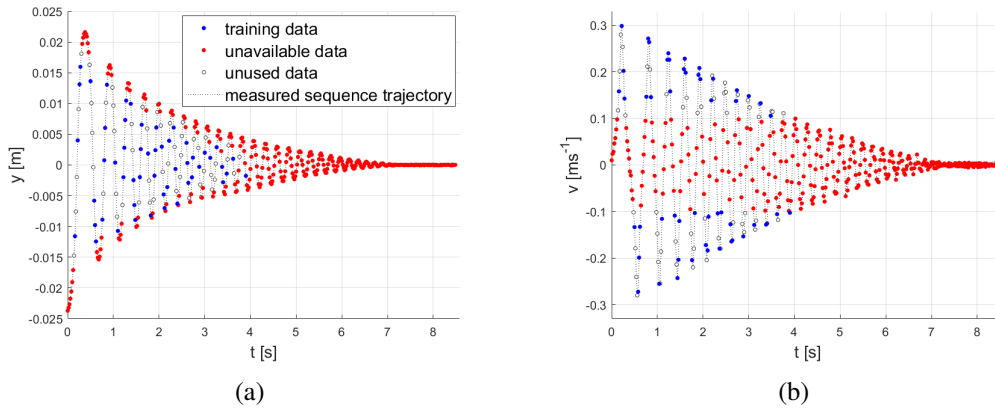 0.025
0.02
0.015
0.01
0.005
0
-0.005
-0.01
-0.015
-0.02
-0.025
y [m]
0 1 2 3 4 5 6 7 8
t [s]
training data
unavailable data
unused data
measured sequence trajectory
(a)
0.3
0.2
0.1
0
-0.1
-0.2
-0.3
v [ms⁻¹]
0 1 2 3 4 5 6 7 8 9
t [s]
(b)